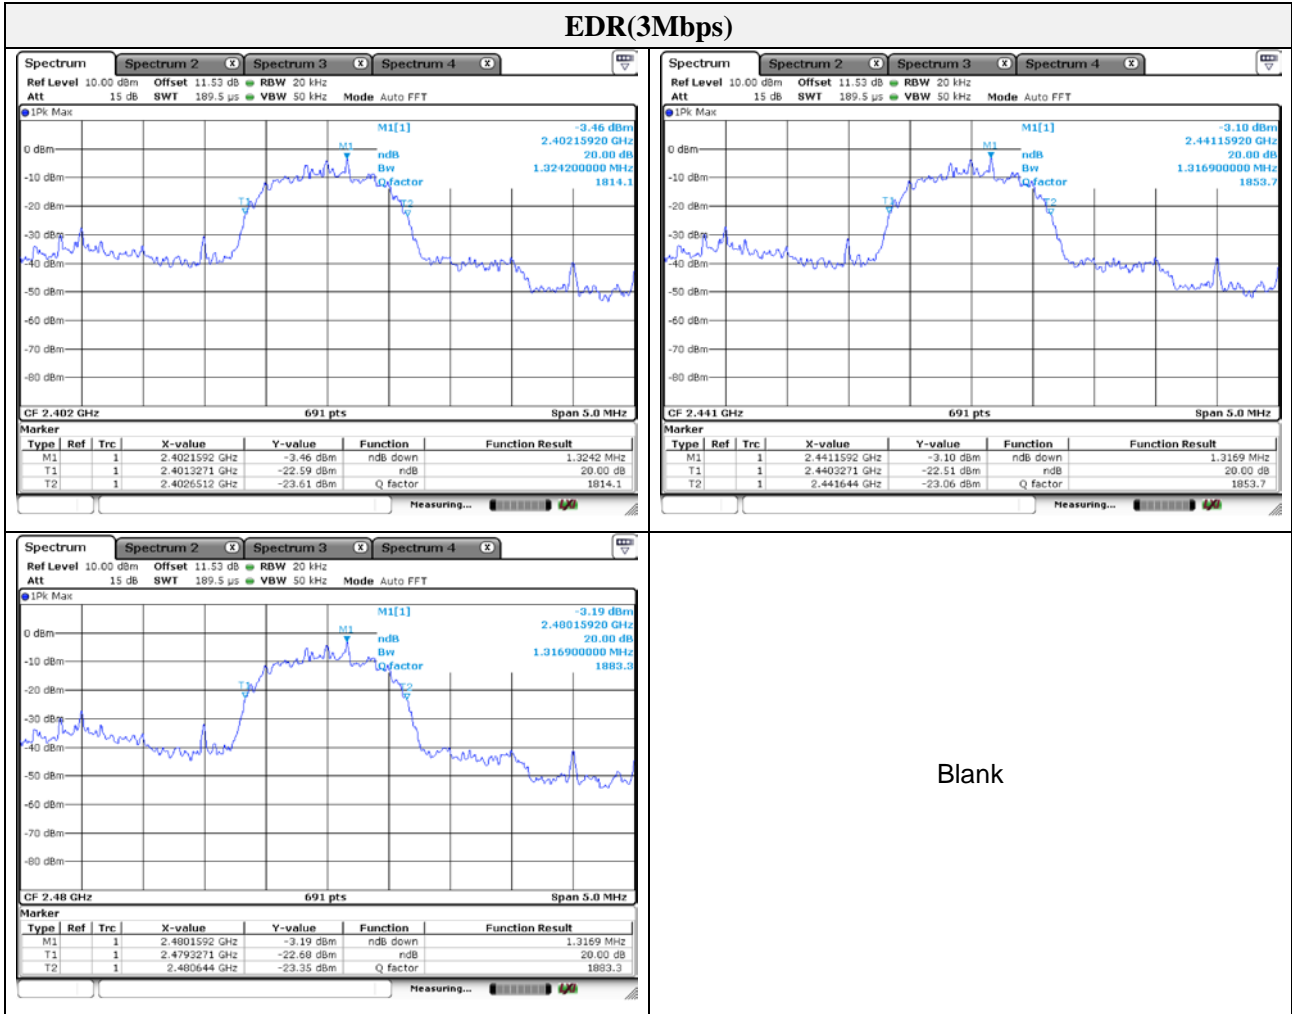 EDR(3Mbps)
Spectrum Spectrum 2 X Spectrum 3 X Spectrum 4 X
Ref Level 10.00 dBm Offset 11.53 dB RBW 20 kHz
Att 15 dB SWT 189.5 µs VBW 50 kHz Mode Auto FFT
1Pk Max
M1[1] -3.46 dBm
2.40215920 GHz
M1
0 dBm
ndB 20.00 dB
Bw 1.324200000 MHz
-10 dBm
Q factor 1814.1
T1
T2
-20 dBm
-30 dBm
-40 dBm
-50 dBm
-60 dBm
-70 dBm
-80 dBm
CF 2.402 GHz 691 pts Span 5.0 MHz
Marker
Type Ref Trc X-value Y-value Function Function Result
M1 1 2.4021592 GHz -3.46 dBm ndB down 1.3242 MHz
T1 1 2.4013271 GHz -22.59 dBm ndB 20.00 dB
T2 1 2.4026512 GHz -23.61 dBm Q factor 1814.1
Measuring...
Spectrum Spectrum 2 X Spectrum 3 X Spectrum 4 X
Ref Level 10.00 dBm Offset 11.53 dB RBW 20 kHz
Att 15 dB SWT 189.5 µs VBW 50 kHz Mode Auto FFT
1Pk Max
M1[1] -3.10 dBm
2.44115920 GHz
M1
0 dBm
ndB 20.00 dB
Bw 1.316900000 MHz
-10 dBm
Q factor 1853.7
T1
T2
-20 dBm
-30 dBm
-40 dBm
-50 dBm
-60 dBm
-70 dBm
-80 dBm
CF 2.441 GHz 691 pts Span 5.0 MHz
Marker
Type Ref Trc X-value Y-value Function Function Result
M1 1 2.4411592 GHz -3.10 dBm ndB down 1.3169 MHz
T1 1 2.4403271 GHz -22.51 dBm ndB 20.00 dB
T2 1 2.441644 GHz -23.06 dBm Q factor 1853.7
Measuring...
Spectrum Spectrum 2 X Spectrum 3 X Spectrum 4 X
Ref Level 10.00 dBm Offset 11.53 dB RBW 20 kHz
Att 15 dB SWT 189.5 µs VBW 50 kHz Mode Auto FFT
1Pk Max
M1[1] -3.19 dBm
2.48015920 GHz
M1
0 dBm
ndB 20.00 dB
Bw 1.316900000 MHz
-10 dBm
Q factor 1883.3
T1
T2
-20 dBm
-30 dBm
-40 dBm
-50 dBm
-60 dBm
-70 dBm
-80 dBm
CF 2.48 GHz 691 pts Span 5.0 MHz
Marker
Type Ref Trc X-value Y-value Function Function Result
M1 1 2.4801592 GHz -3.19 dBm ndB down 1.3169 MHz
T1 1 2.4793271 GHz -22.68 dBm ndB 20.00 dB
T2 1 2.480644 GHz -23.35 dBm Q factor 1883.3
Measuring...
Blank